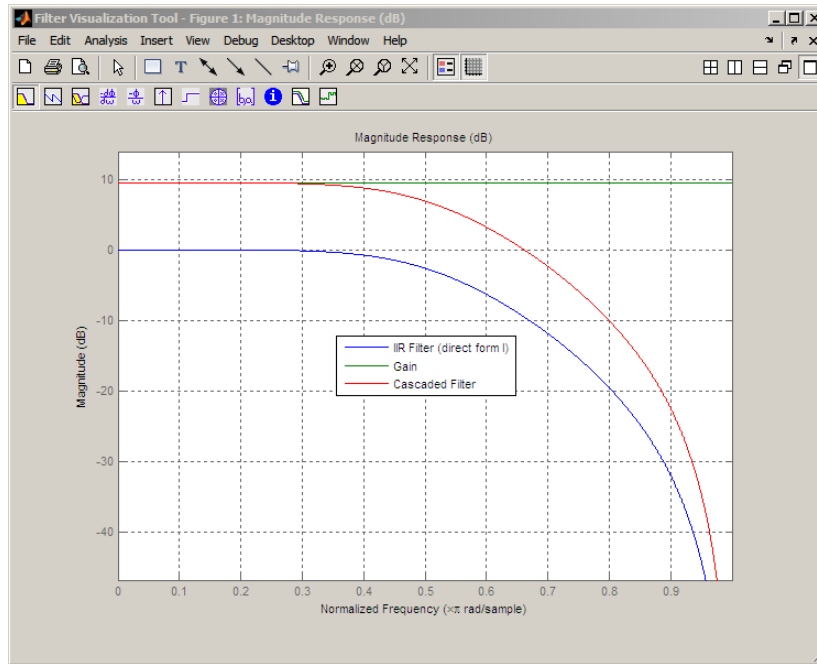 Filter Visualization Tool - Figure 1: Magnitude Response (dB)
File Edit Analysis Insert View Debug Desktop Window Help
Magnitude Response (dB)
10
0
-10
-20
-30
-40
Magnitude (dB)
IIR Filter (direct form I)
Gain
Cascaded Filter
0 0.1 0.2 0.3 0.4 0.5 0.6 0.7 0.8 0.9
Normalized Frequency (×π rad/sample)